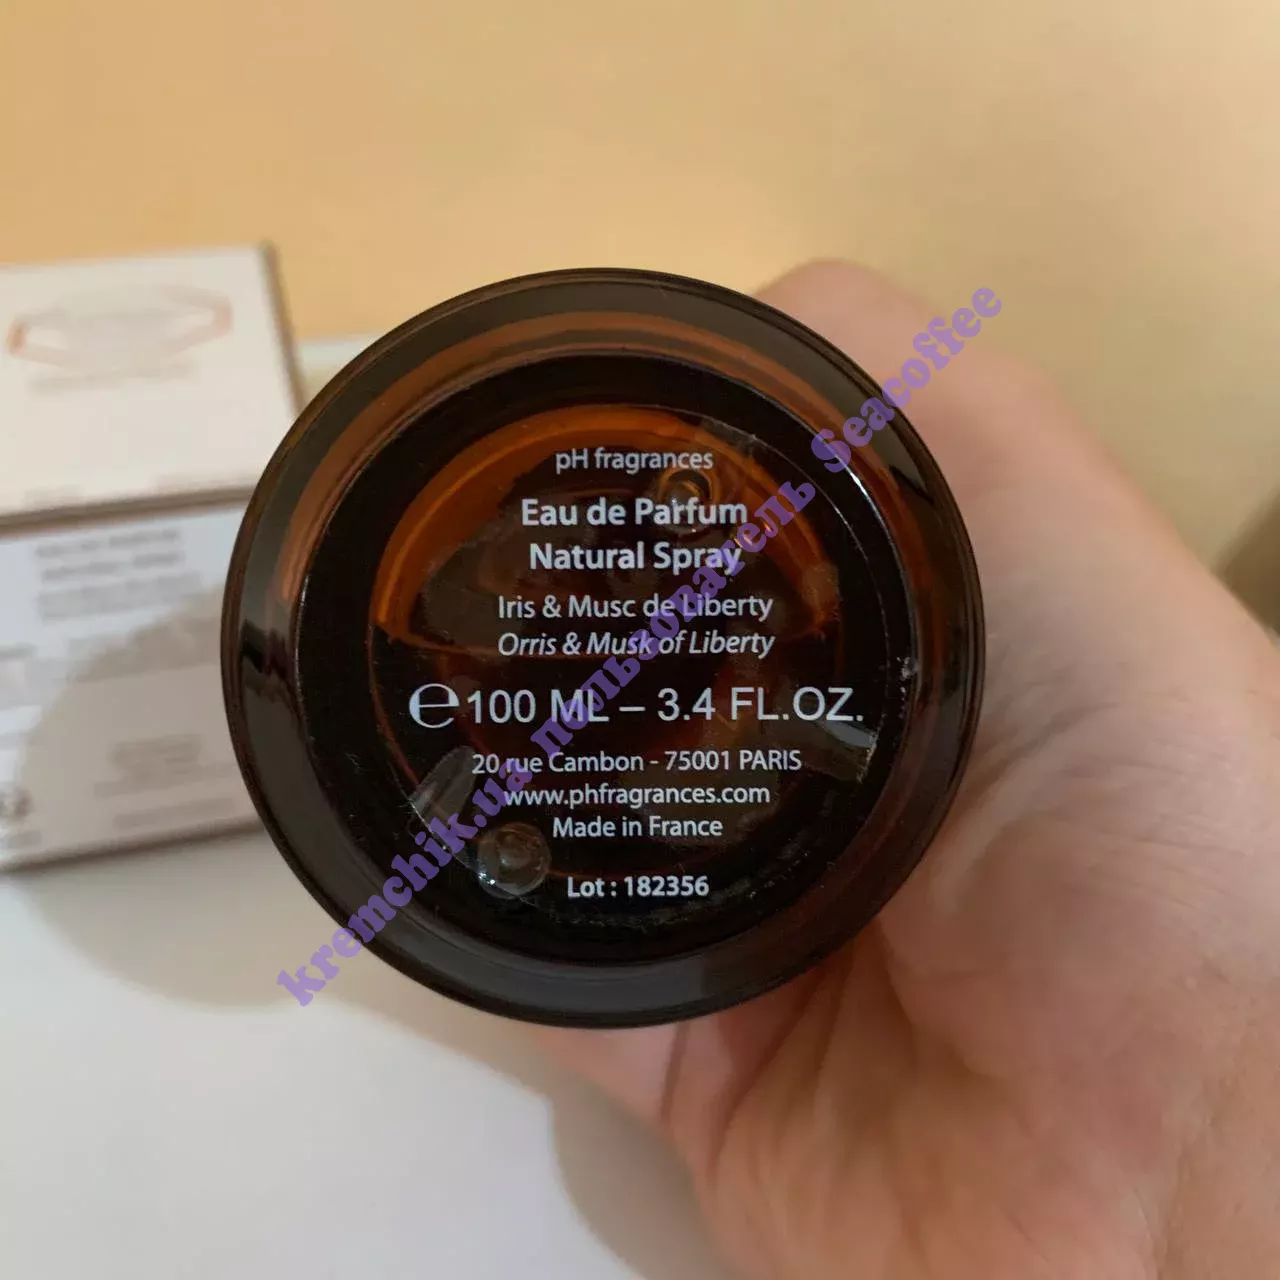 pH fragrances
Eau de Parfum
Natural Spray
Iris & Musc de Liberty
Orris & Musk of Liberty
℮100 ML – 3.4 FL.OZ.
20 rue Cambon - 75001 PARIS
www.phfragrances.com
Made in France
Lot : 182356
kremchik.ua пользователь Seacoffee